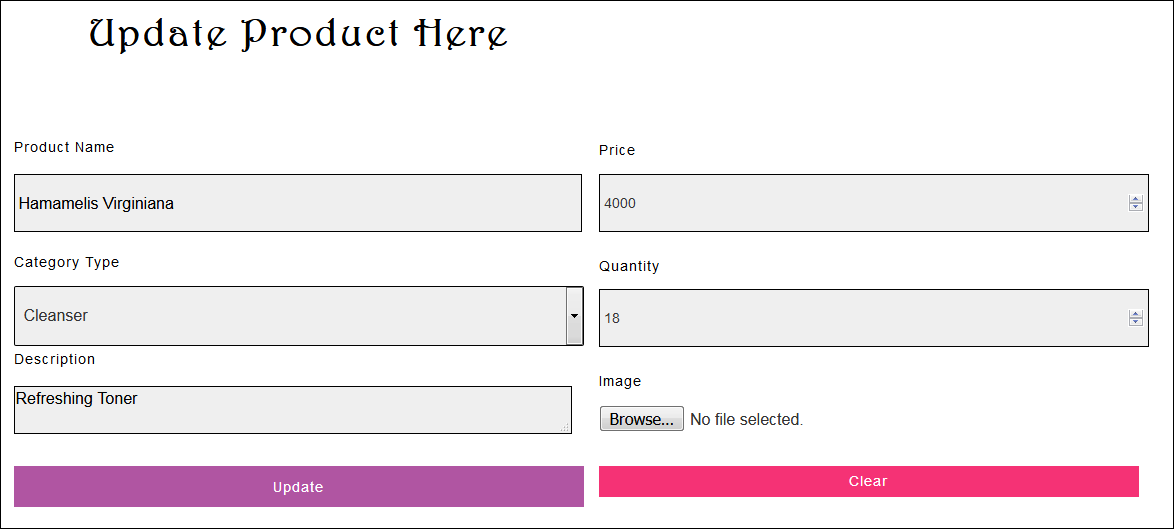 Update Product Here
Product Name
Price
Hamamelis Virginiana
4000
Category Type
Quantity
Cleanser
18
Description
Image
Refreshing Toner
Browse... No file selected.
Update
Clear